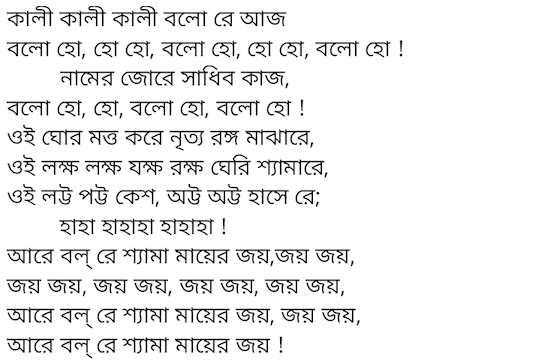 কালী কালী কালী বলো রে আজ
বলো হো, হো হো, বলো হো, হো হো, বলো হো !
নামের জোরে সাধিব কাজ,
বলো হো, হো, বলো হো, বলো হো !
ওই ঘোর মত্ত করে নৃত্য রঙ্গ মাঝারে,
ওই লক্ষ লক্ষ যক্ষ রক্ষ ঘেরি শ্যামারে,
ওই লট্ট পট্ট কেশ, অট্ট অট্ট হাসে রে;
হাহা হাহাহা হাহাহা !
আরে বল্‌ রে শ্যামা মায়ের জয়,জয় জয়,
জয় জয়, জয় জয়, জয় জয়, জয় জয়,
আরে বল্‌ রে শ্যামা মায়ের জয়, জয় জয়,
আরে বল্‌ রে শ্যামা মায়ের জয় !